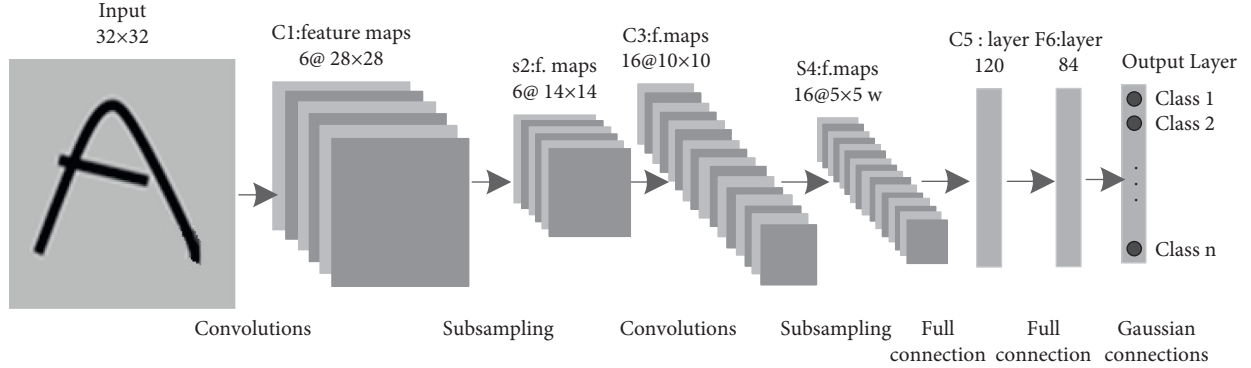 Input
32×32
C1:feature maps
6@ 28×28
s2:f. maps
6@ 14×14
C3:f.maps
16@10×10
S4:f.maps
16@5×5 w
C5 : layer F6:layer
120 84
Output Layer
Class 1
Class 2
Class n
A
Convolutions
Subsampling
Convolutions
Subsampling
Full
connection
Full
connection
Gaussian
connections